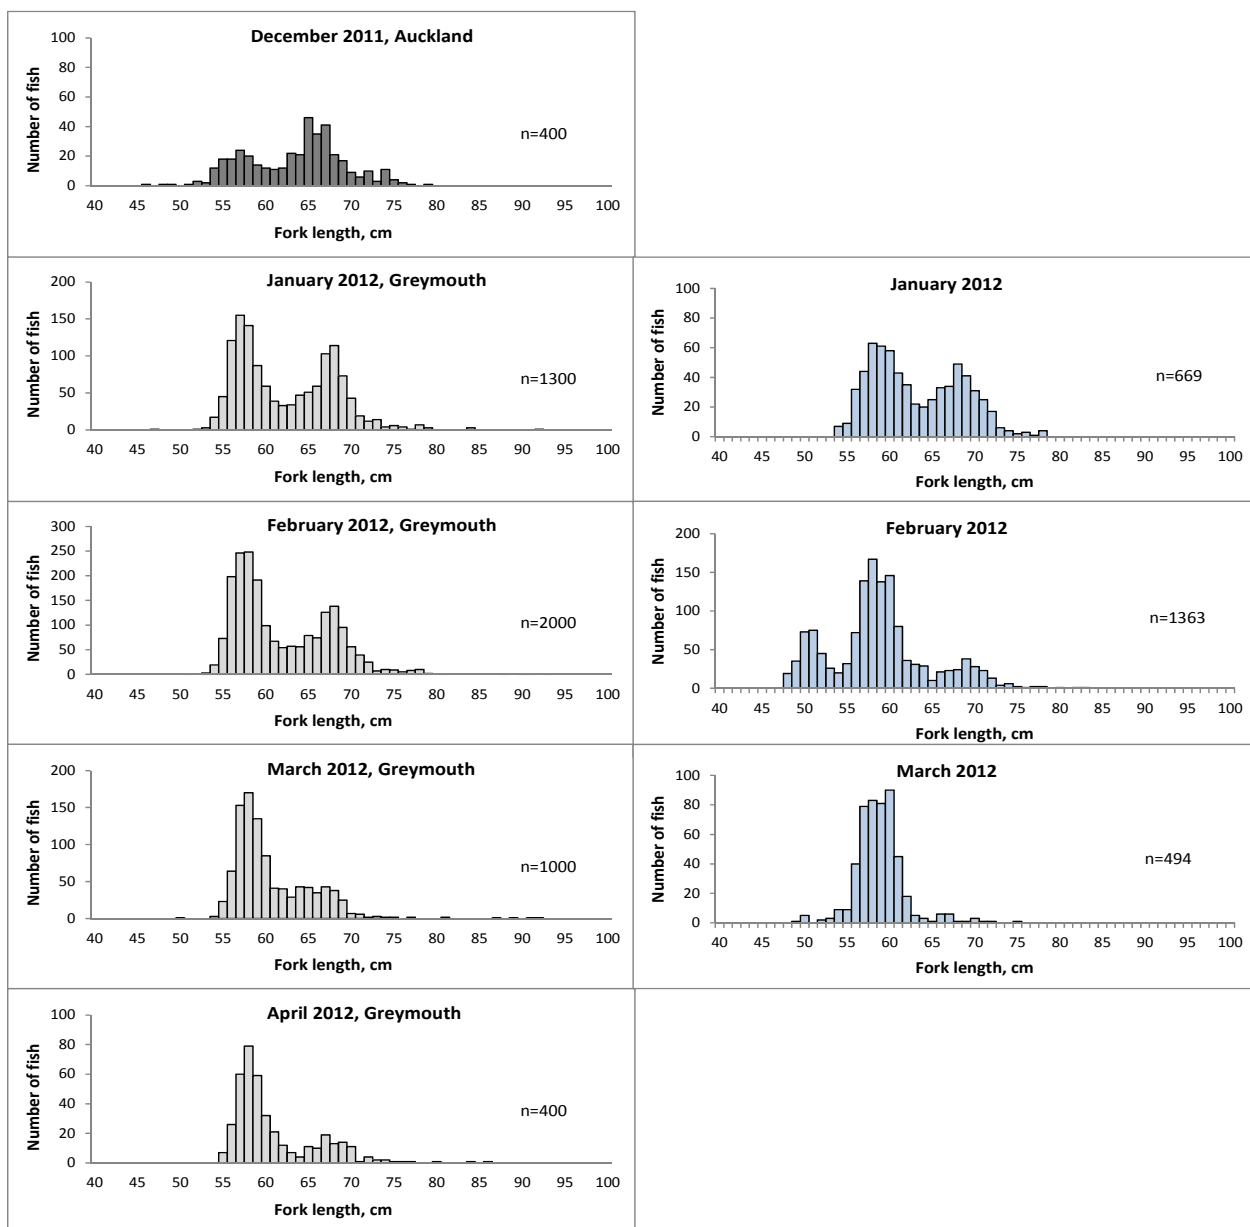 December 2011, Auckland
Number of fish
100
80
60
40
20
0
n=400
40 45 50 55 60 65 70 75 80 85 90 95 100
Fork length, cm
January 2012, Greymouth
Number of fish
200
150
100
50
0
n=1300
40 45 50 55 60 65 70 75 80 85 90 95 100
Fork length, cm
January 2012
Number of fish
100
80
60
40
20
0
n=669
40 45 50 55 60 65 70 75 80 85 90 95 100
Fork length, cm
February 2012, Greymouth
Number of fish
300
250
200
150
100
50
0
n=2000
40 45 50 55 60 65 70 75 80 85 90 95 100
Fork length, cm
February 2012
Number of fish
200
150
100
50
0
n=1363
40 45 50 55 60 65 70 75 80 85 90 95 100
Fork length, cm
March 2012, Greymouth
Number of fish
200
150
100
50
0
n=1000
40 45 50 55 60 65 70 75 80 85 90 95 100
Fork length, cm
March 2012
Number of fish
100
80
60
40
20
0
n=494
40 45 50 55 60 65 70 75 80 85 90 95 100
Fork length, cm
April 2012, Greymouth
Number of fish
100
80
60
40
20
0
n=400
40 45 50 55 60 65 70 75 80 85 90 95 100
Fork length, cm